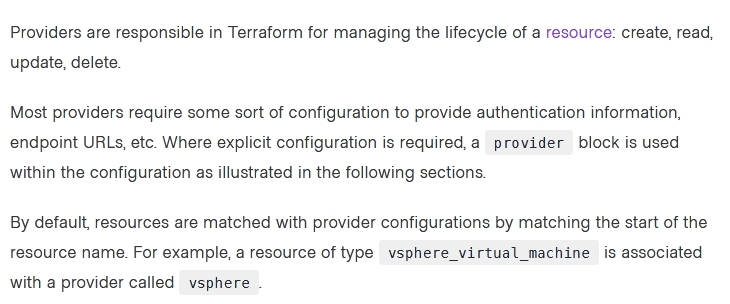 Providers are responsible in Terraform for managing the lifecycle of a resource: create, read,
update, delete.
Most providers require some sort of configuration to provide authentication information,
endpoint URLs, etc. Where explicit configuration is required, a provider block is used
within the configuration as illustrated in the following sections.
By default, resources are matched with provider configurations by matching the start of the
resource name. For example, a resource of type vsphere_virtual_machine is associated
with a provider called vsphere.